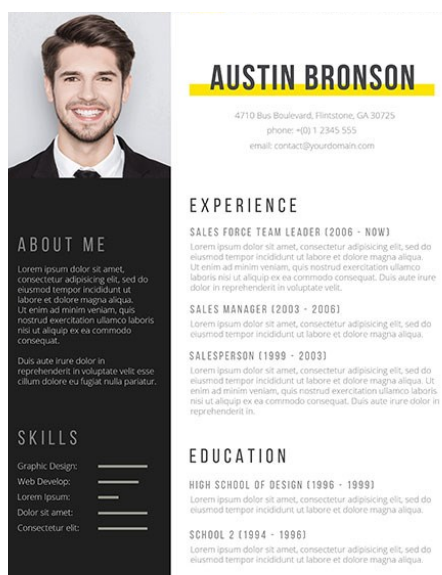 AUSTIN BRONSON
4710 Bus Boulevard, Flintstone, GA 30725
phone: +(0) 1 2345 555
email: contact@yourdomain.com
ABOUT ME
Lorem ipsum dolor sit amet,
consectetur adipisicing elit, sed do
eiusmod tempor incididunt ut
labore et dolore magna aliqua.
Ut enim ad minim veniam, quis
nostrud exercitation ullamco laboris
nisi ut aliquip ex ea commodo
consequat.
Duis aute irure dolor in
reprehenderit in voluptate velit esse
cillum dolore eu fugiat nulla pariatur.
SKILLS
Graphic Design:
Web Develop:
Lorem Ipsum:
Dolor sit amet:
Consectetur elit:
EXPERIENCE
SALES FORCE TEAM LEADER (2006 - NOW)
Lorem ipsum dolor sit amet, consectetur adipisicing elit, sed do
eiusmod tempor incididunt ut labore et dolore magna aliqua.
Ut enim ad minim veniam, quis nostrud exercitation ullamco
laboris nisi ut aliquip ex ea commodo consequat. Duis aute irure
dolor in reprehenderit in voluptate velit.
SALES MANAGER (2003 - 2006)
Lorem ipsum dolor sit amet, consectetur adipisicing elit, sed do
eiusmod tempor incididunt ut labore et dolore magna aliqua.
SALESPERSON (1999 - 2003)
Lorem ipsum dolor sit amet, consectetur adipisicing elit, sed do
eiusmod tempor incididunt ut labore et dolore magna aliqua. Ut
enim ad minim veniam, quis nostrud exercitation ullamco laboris
nisi ut aliquip ex ea commodo consequat. Duis aute irure dolor in
reprehenderit in.
EDUCATION
HIGH SCHOOL OF DESIGN (1996 - 1999)
Lorem ipsum dolor sit amet, consectetur adipisicing elit, sed do
eiusmod tempor incididunt ut labore et dolore magna aliqua.
SCHOOL 2 (1994 - 1996)
Lorem ipsum dolor sit amet, consectetur adipisicing elit, sed do
eiusmod tempor incididunt ut labore et dolore magna aliqua.